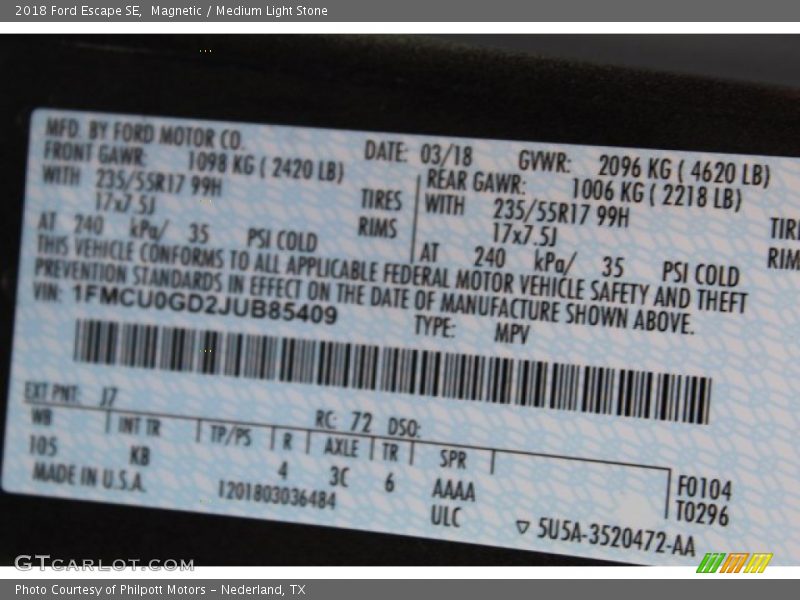 2018 Ford Escape SE, Magnetic / Medium Light Stone
MFD. BY FORD MOTOR CO.
DATE: 03/18 GVWR: 2096 KG ( 4620 LB)
FRONT GAWR: 1098 KG ( 2420 LB) REAR GAWR: 1006 KG ( 2218 LB)
WITH 235/55R17 99H TIRES WITH 235/55R17 99H TIRE
17x7.5J RIMS 17x7.5J RIM
AT 240 kPa/ 35 PSI COLD AT 240 kPa/ 35 PSI COLD
THIS VEHICLE CONFORMS TO ALL APPLICABLE FEDERAL MOTOR VEHICLE SAFETY AND THEFT
PREVENTION STANDARDS IN EFFECT ON THE DATE OF MANUFACTURE SHOWN ABOVE.
VIN: 1FMCU0GD2JUB85409 TYPE: MPV
EXT PNT: J7 RC: 72 DSO:
WB INT TR TP/PS R AXLE TR SPR
105 KB 4 3C 6 AAAA F0104
MADE IN U.S.A. 1201803036484 ULC T0296
▽ 5U5A-3520472-AA
GTCARLOT.COM
Photo Courtesy of Philpott Motors - Nederland, TX